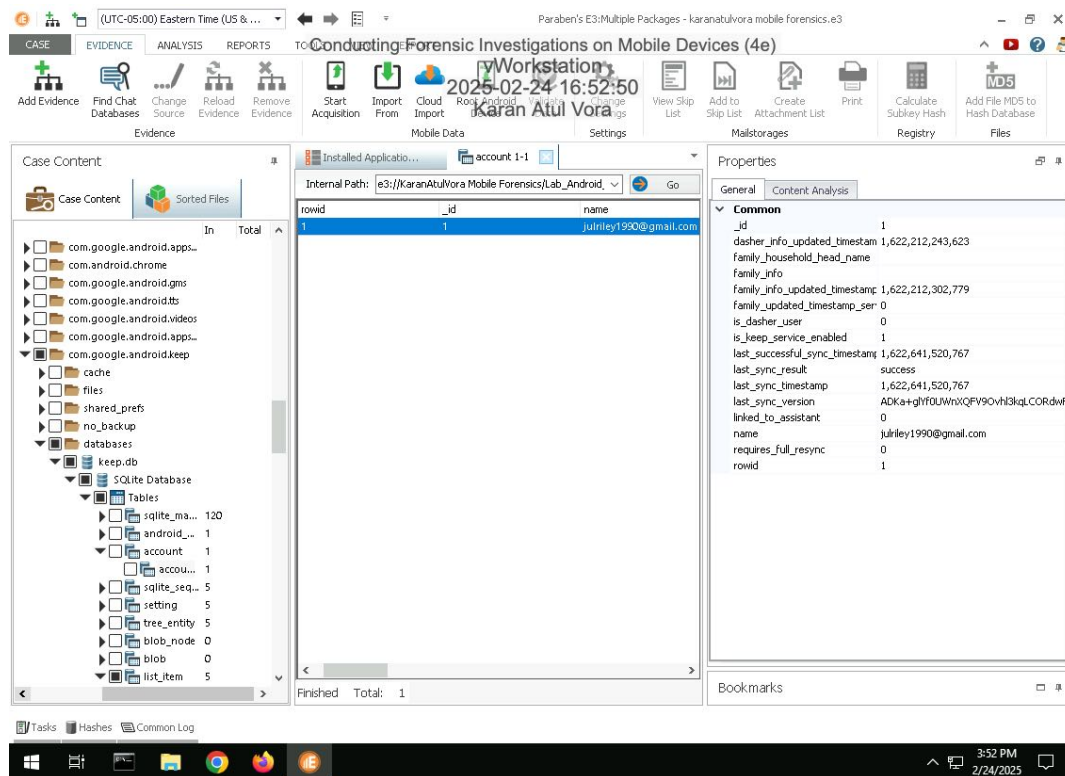 (UTC-05:00) Eastern Time (US & ...
Paraben's E3:Multiple Packages - karanatulvora mobile forensics.e3
CASE EVIDENCE ANALYSIS REPORTS
Conducting Forensic Investigations on Mobile Devices (4e)
vWorkstation
2025-02-24 16:52:50
Karan Atul Vora
Add Evidence
Find Chat Databases
Change Source
Reload Evidence
Remove Evidence
Start Acquisition
Import From
Cloud Import
Root Android
Change Settings
View Skip List
Add to Skip List
Create Attachment List
Print
Calculate Subkey Hash
MD5
Add File MD5 to Hash Database
Evidence
Mobile Data
Settings
Mailstorages
Registry
Files
Case Content
Case Content
Sorted Files
In Total
com.google.android.apps...
com.android.chrome
com.google.android.gms
com.google.android.tts
com.google.android.videos
com.google.android.apps...
com.google.android.keep
cache
files
shared_prefs
no_backup
databases
keep.db
SQLite Database
Tables
sqlite_ma... 120
android_... 1
account 1
accou... 1
sqlite_seq... 5
setting 5
tree_entity 5
blob_node 0
blob 0
list_item 5
Installed Applicatio...
account 1-1
Internal Path: e3://KaranAtulVora Mobile Forensics/Lab_Android_
Go
rowid _id name
1 1 julriley1990@gmail.com
Finished Total: 1
Properties
General Content Analysis
Common
_id 1
dasher_info_updated_timestam 1,622,212,243,623
family_household_head_name
family_info
family_info_updated_timestamp 1,622,212,302,779
family_updated_timestamp_ser 0
is_dasher_user 0
is_keep_service_enabled 1
last_successful_sync_timestamp 1,622,641,520,767
last_sync_result success
last_sync_timestamp 1,622,641,520,767
last_sync_version
linked_to_assistant 0
name julriley1990@gmail.com
requires_full_resync 0
rowid 1
Bookmarks
Tasks Hashes Common Log
3:52 PM
2/24/2025